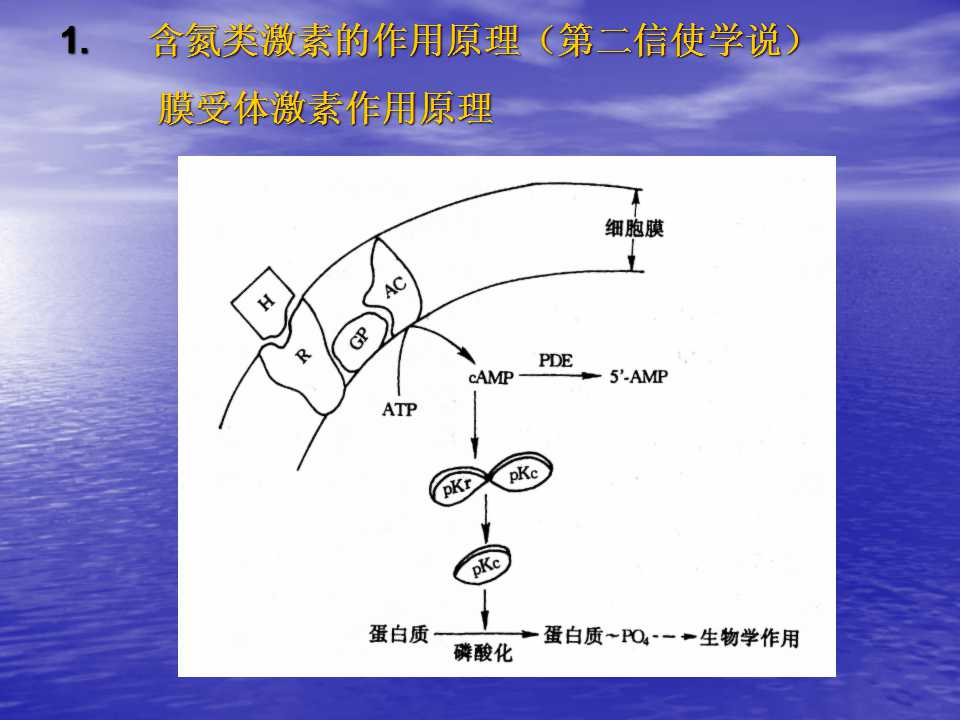 1. 含氮类激素的作用原理（第二信使学说）
膜受体激素作用原理
细胞膜
H
AC
R
GP
ATP
cAMP
PDE
5'-AMP
pKr
pKc
pKc
蛋白质
磷酸化
蛋白质~PO₄
生物学作用